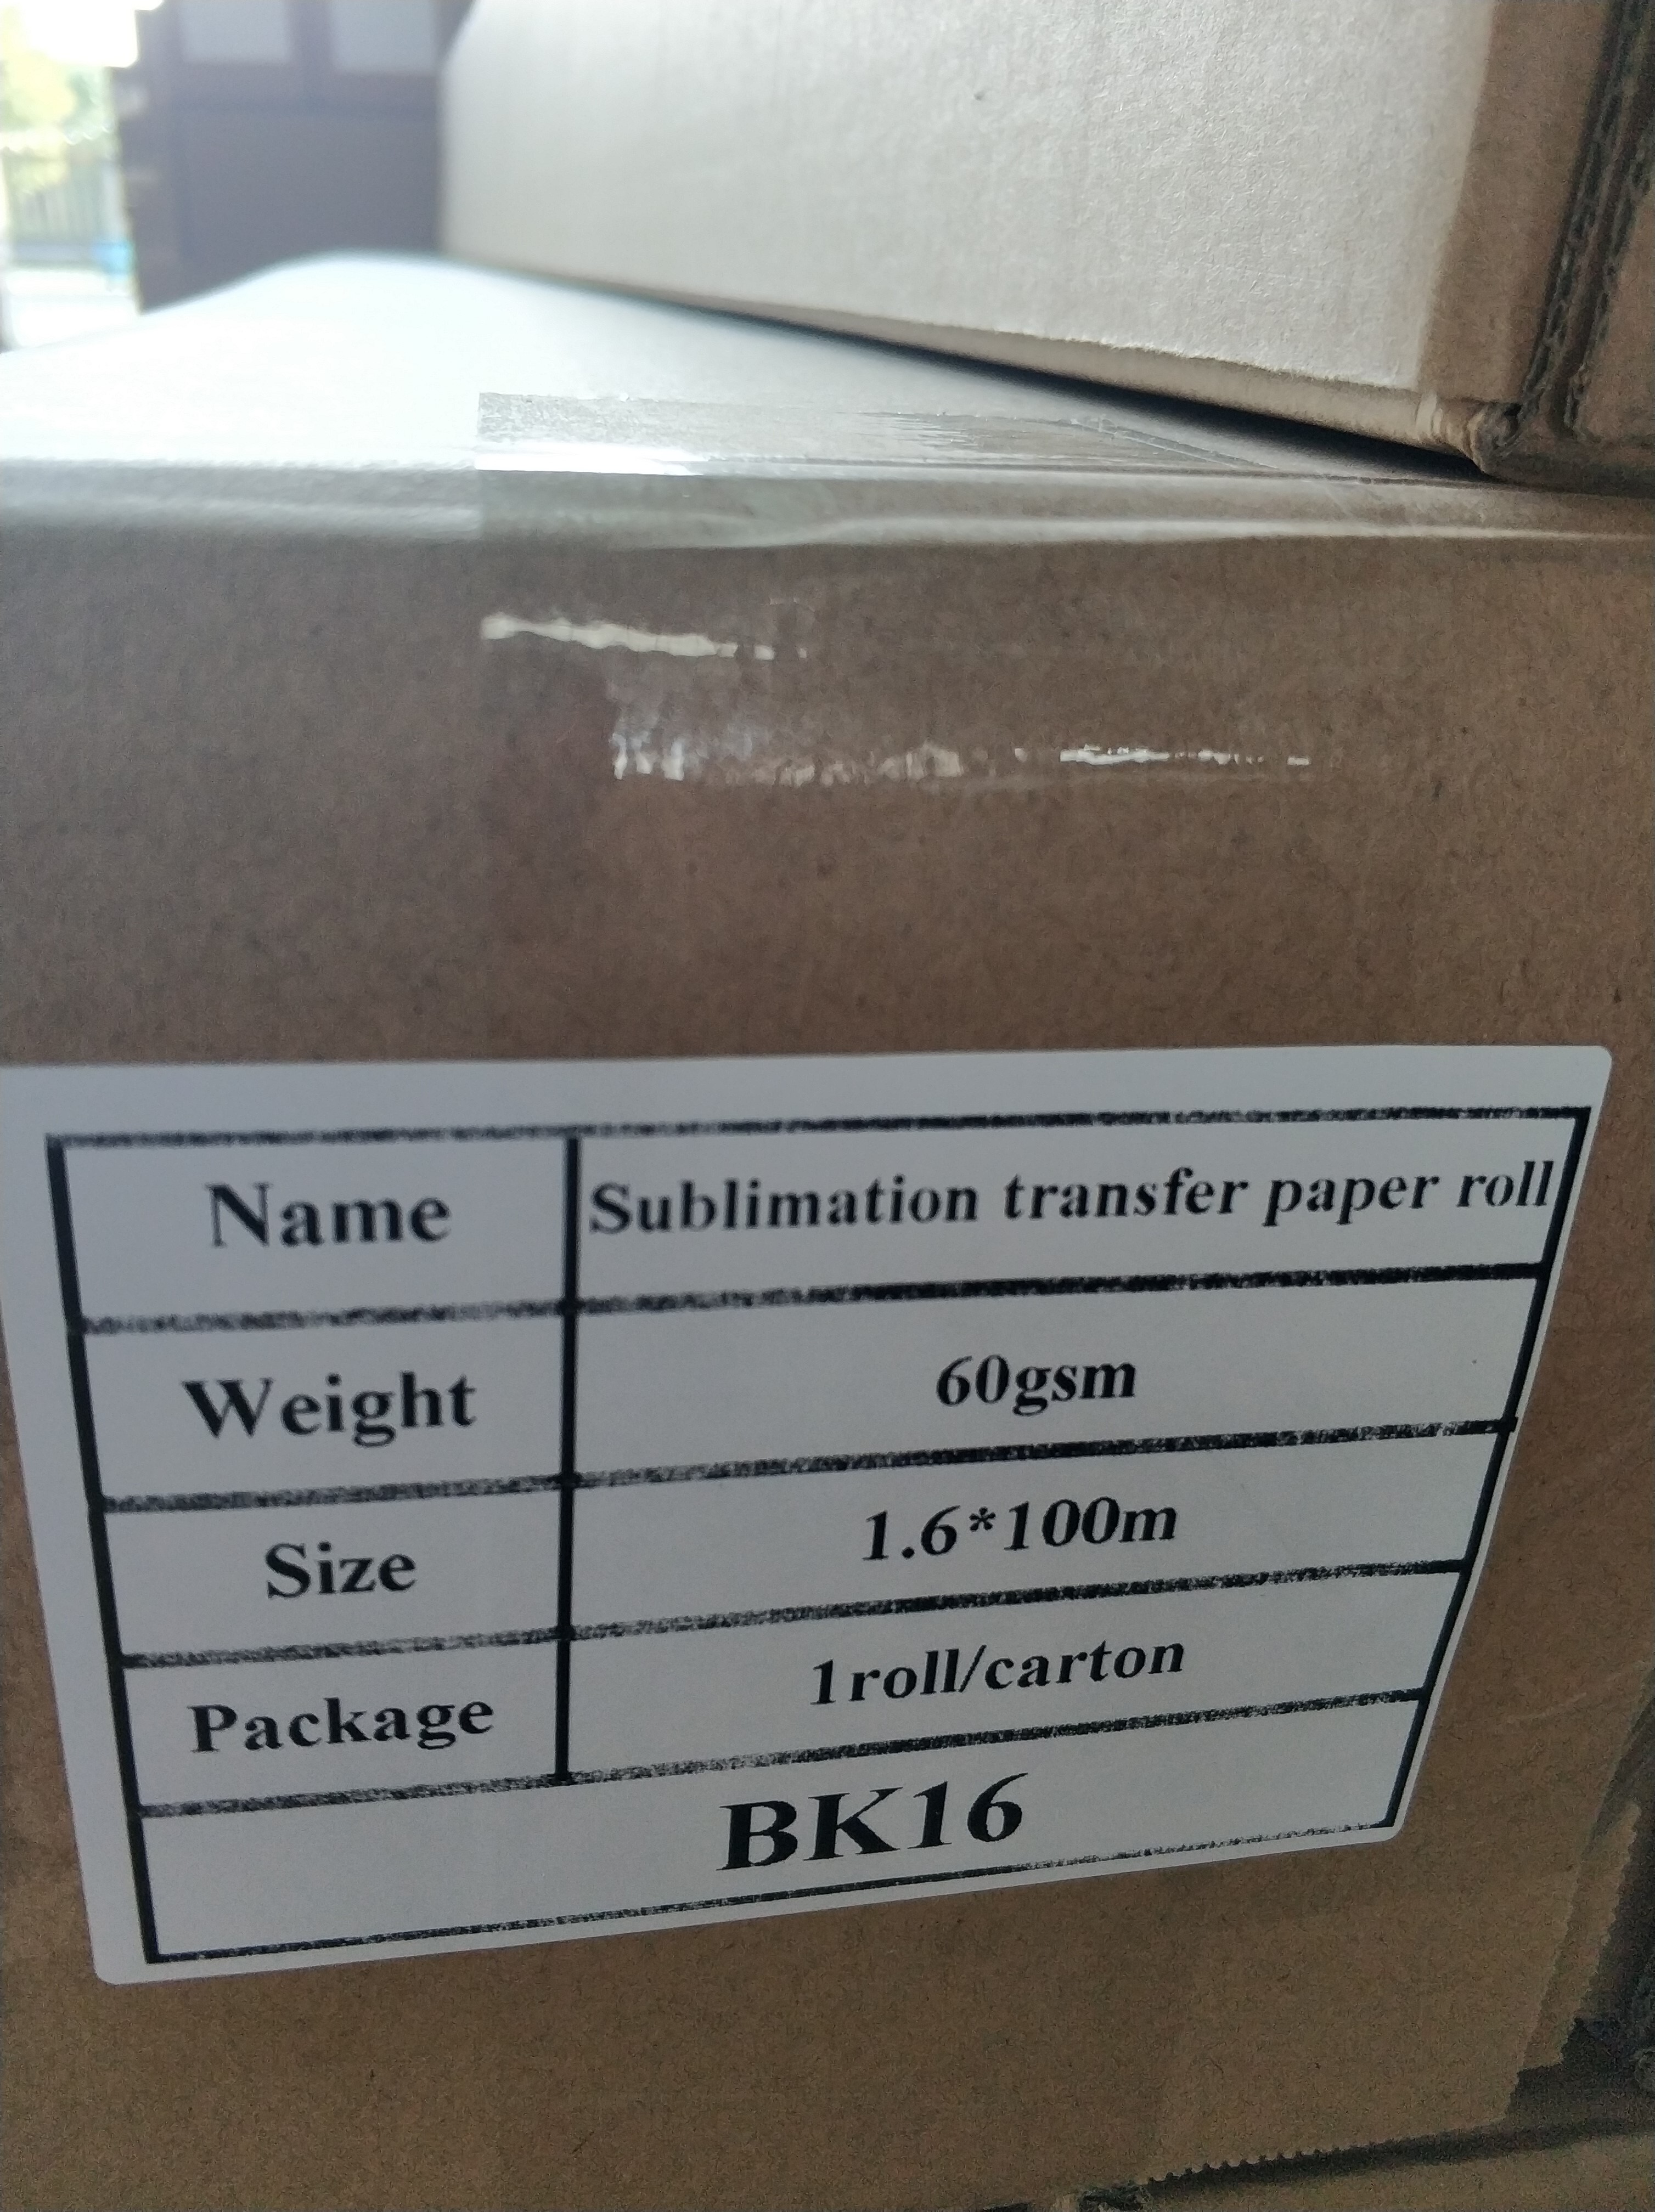 Name Sublimation transfer paper roll
Weight 60gsm
Size 1.6*100m
Package 1roll/carton
BK16